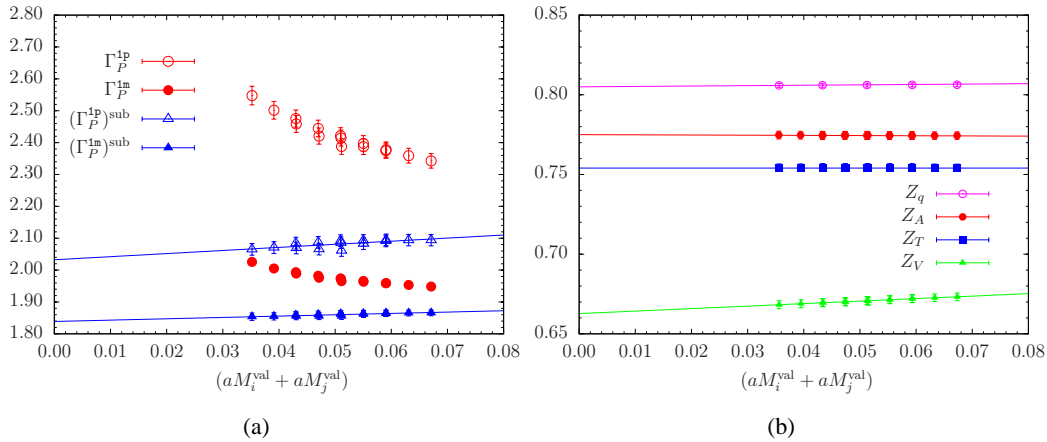 2.80
2.70
2.60
2.50
2.40
2.30
2.20
2.10
2.00
1.90
1.80
0.00 0.01 0.02 0.03 0.04 0.05 0.06 0.07 0.08
Γ_P^{1p}
Γ_P^{1m}
(Γ_P^{1p})^{sub}
(Γ_P^{1m})^{sub}
(aM_i^{val} + aM_j^{val})
(a)
0.85
0.80
0.75
0.70
0.65
0.00 0.01 0.02 0.03 0.04 0.05 0.06 0.07 0.08
Z_q
Z_A
Z_T
Z_V
(aM_i^{val} + aM_j^{val})
(b)